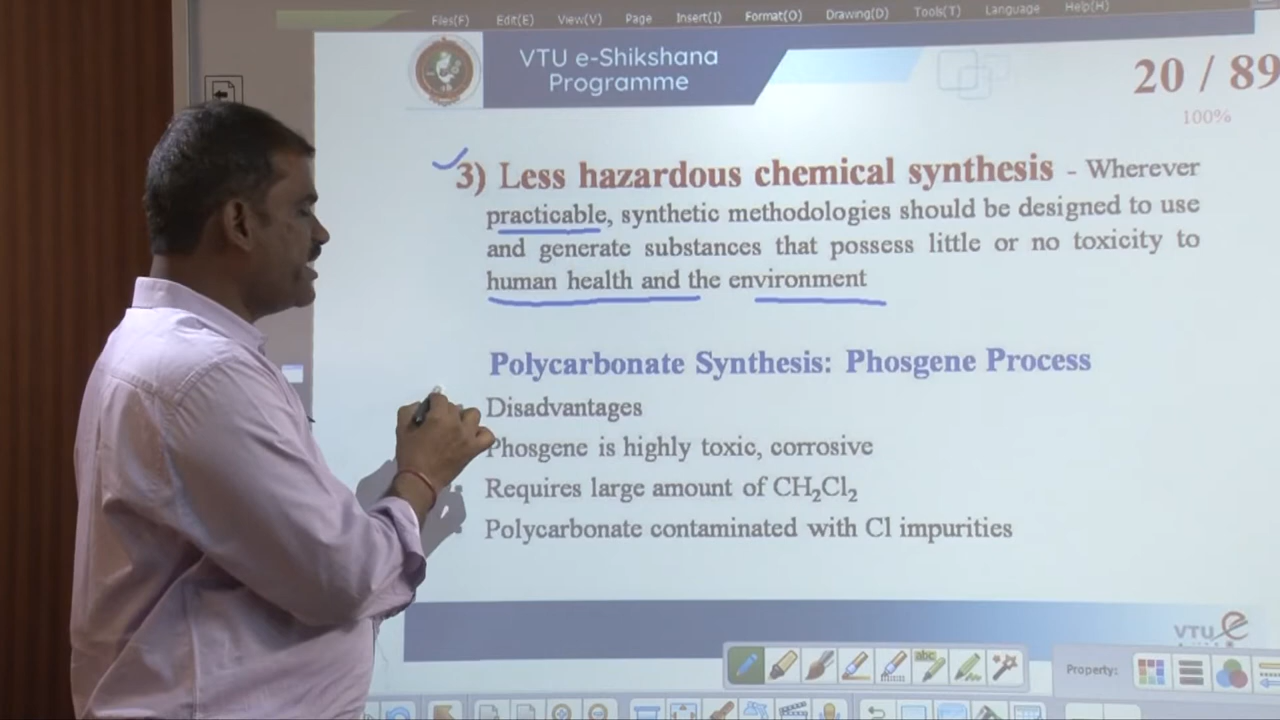 Files(F) Edit(E) View(V) Page Insert(I) Format(O) Drawing(D) Tools(T) Language Help(H)
VTU e-Shikshana
Programme
20 / 89
100%
3) Less hazardous chemical synthesis - Wherever
practicable, synthetic methodologies should be designed to use
and generate substances that possess little or no toxicity to
human health and the environment
Polycarbonate Synthesis: Phosgene Process
Disadvantages
Phosgene is highly toxic, corrosive
Requires large amount of CH₂Cl₂
Polycarbonate contaminated with Cl impurities
VTU e
abc
Property: